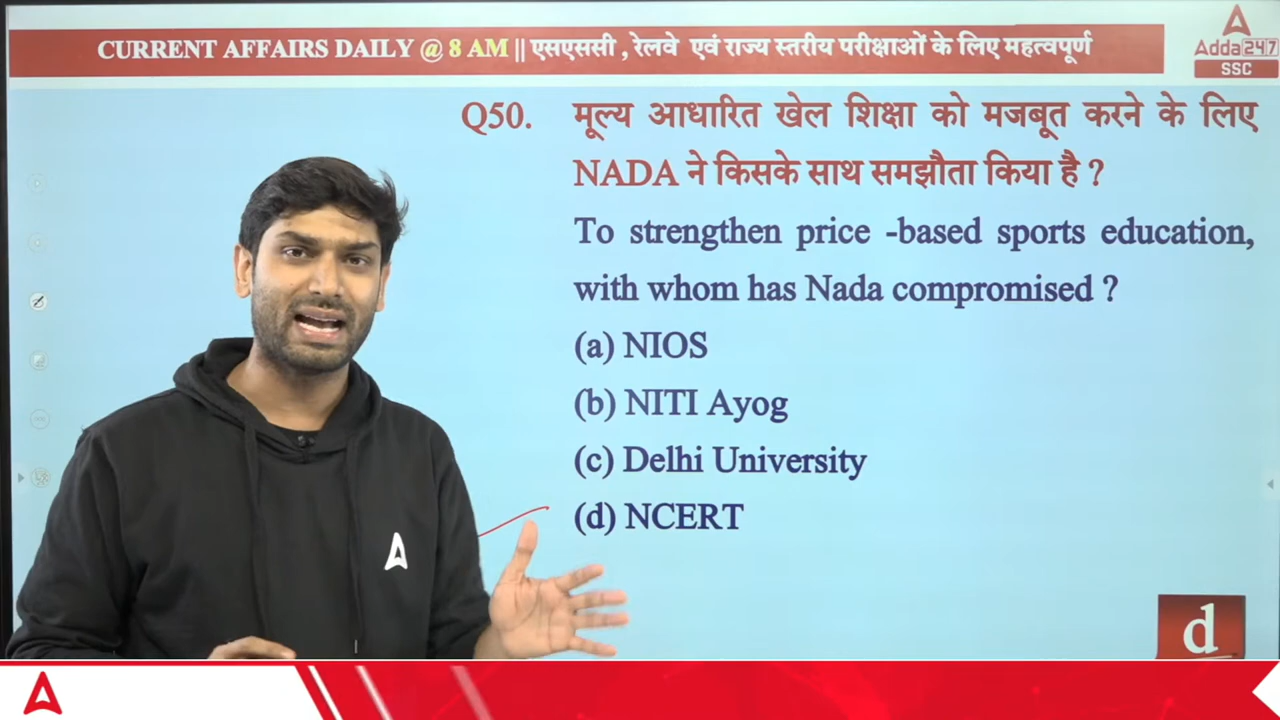 CURRENT AFFAIRS DAILY @ 8 AM || एसएससी , रेलवे एवं राज्य स्तरीय परीक्षाओं के लिए महत्वपूर्ण
Adda247
SSC
Q50. मूल्य आधारित खेल शिक्षा को मजबूत करने के लिए
NADA ने किसके साथ समझौता किया है ?
To strengthen price -based sports education,
with whom has Nada compromised ?
(a) NIOS
(b) NITI Ayog
(c) Delhi University
(d) NCERT
d